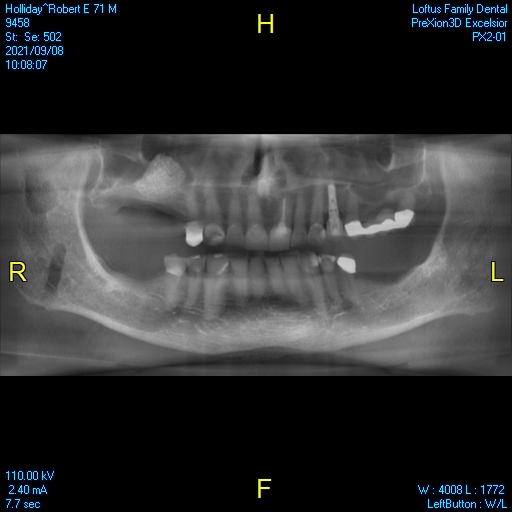 Holliday^Robert E 71 M
9458
St: Se: 502
2021/09/08
10:08:07
Loftus Family Dental
PreXion3D Excelsior
PX2-01
H
R
L
110.00 kV
2.40 mA
7.7 sec
F
W : 4008 L : 1772
LeftButton : W/L